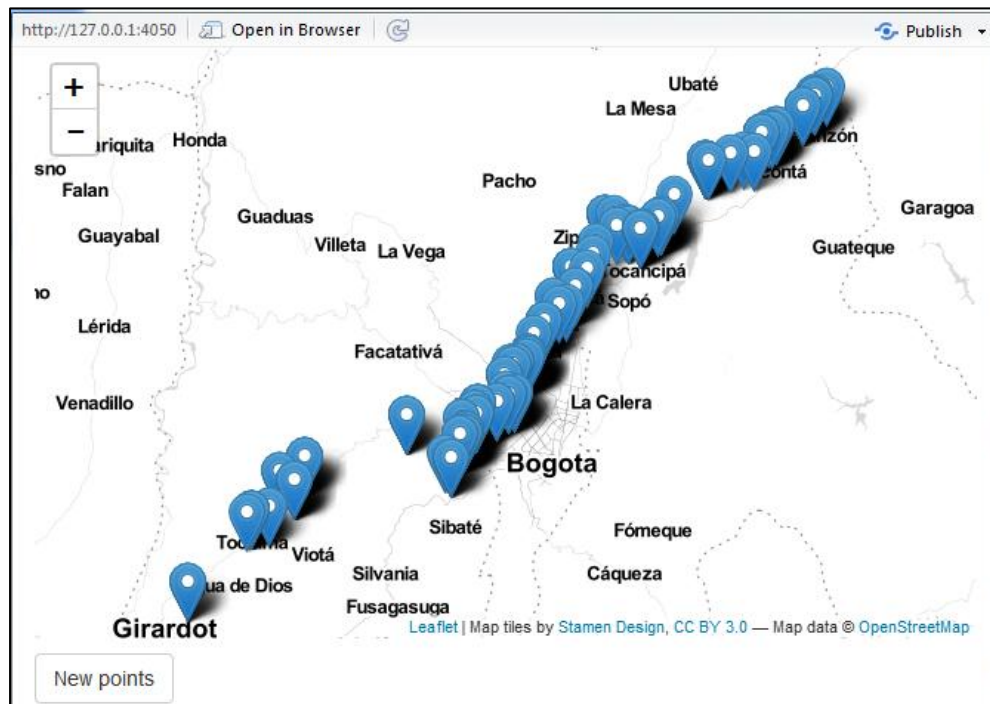 http://127.0.0.1:4050 Open in Browser Publish
+
−
Ubaté
La Mesa
Honda
Pacho
Falan
Garagoa
Guaduas
Guayabal
Villeta
La Vega
Guateque
Sopó
Lérida
Facatativá
Venadillo
La Calera
Bogota
Sibaté
Fómeque
Viotá
Silvania
Cáqueza
Fusagasuga
Girardot
Leaflet | Map tiles by Stamen Design, CC BY 3.0 — Map data © OpenStreetMap
New points